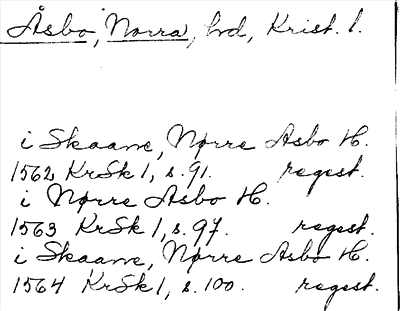 Åsbo, Norra, hd, Krist. l.
i Skaane, Nørre Asbo H.
1562 KrSk 1, s. 91. regest.
i Nørre Asbo H.
1563 KrSk 1, s. 97. regest.
i Skaane, Nørre Asbo H.
1564 KrSk 1, s. 100. regest.